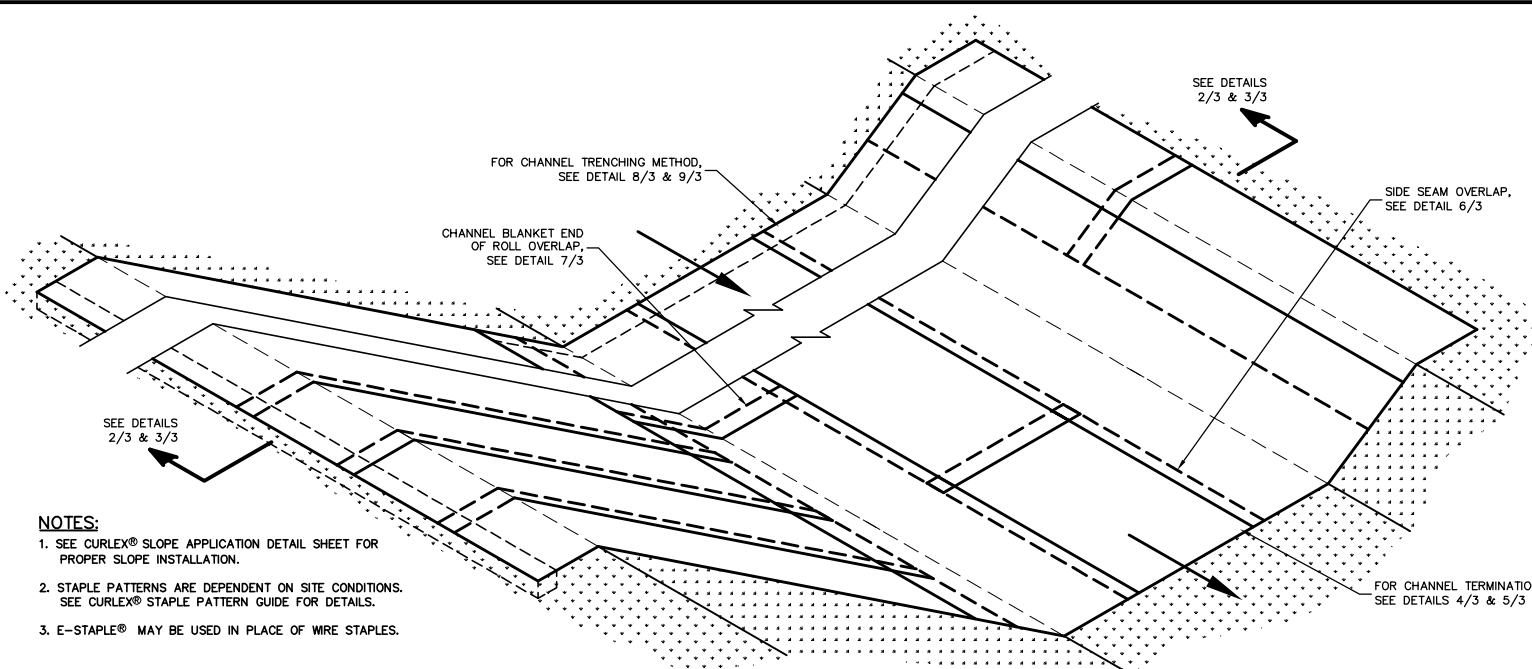 SEE DETAILS
2/3 & 3/3
FOR CHANNEL TRENCHING METHOD,
SEE DETAIL 8/3 & 9/3
SIDE SEAM OVERLAP,
SEE DETAIL 6/3
CHANNEL BLANKET END
OF ROLL OVERLAP,
SEE DETAIL 7/3
SEE DETAILS
2/3 & 3/3
NOTES:
1. SEE CURLEX® SLOPE APPLICATION DETAIL SHEET FOR
PROPER SLOPE INSTALLATION.
2. STAPLE PATTERNS ARE DEPENDENT ON SITE CONDITIONS.
SEE CURLEX® STAPLE PATTERN GUIDE FOR DETAILS.
3. E-STAPLE® MAY BE USED IN PLACE OF WIRE STAPLES.
FOR CHANNEL TERMINATIO
SEE DETAILS 4/3 & 5/3